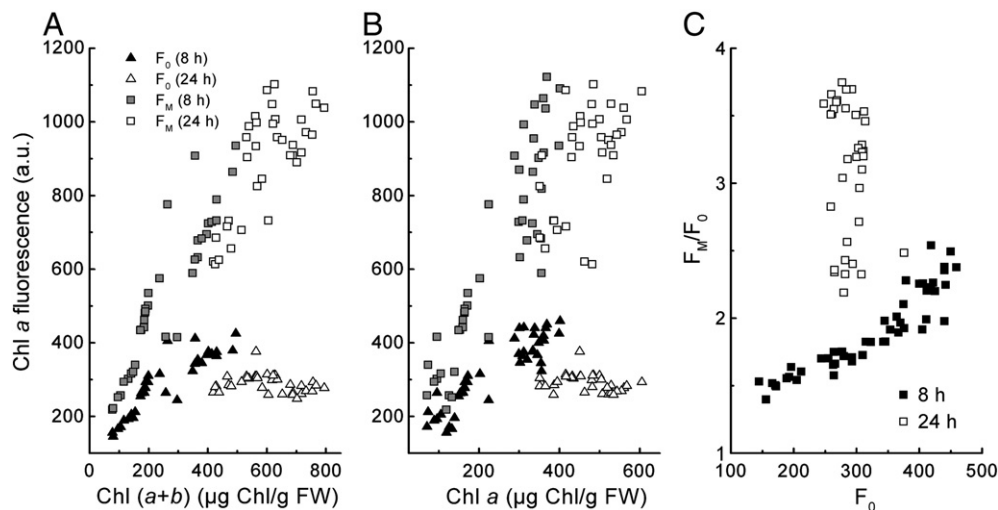 A
B
C
F0 (8 h)
F0 (24 h)
FM (8 h)
FM (24 h)
Chl a fluorescence (a.u.)
1200
1000
800
600
400
200
0 200 400 600 800
Chl (a+b) (µg Chl/g FW)
1200
1000
800
600
400
200
200 400 600
Chl a (µg Chl/g FW)
FM/F0
4
3
2
1
8 h
24 h
100 200 300 400 500
F0